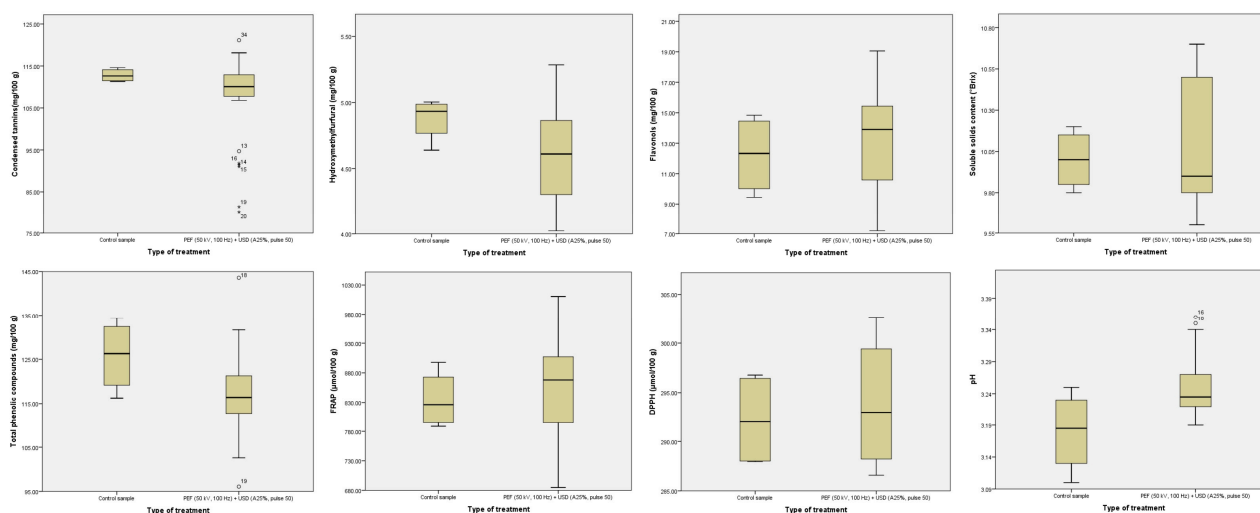 Condensed tannins(mg/100 g)
125.00
115.00
105.00
95.00
85.00
75.00
34
13
16
14
15
19
20
Control sample
PEF (50 kV, 100 Hz) + USD (A25%, pulse 50)
Type of treatment
Hydroxymethylfurfural (mg/100 g)
5.50
5.00
4.50
4.00
Control sample
PEF (50 kV, 100 Hz) + USD (A25%, pulse 50)
Type of treatment
Flavonols (mg/100 g)
21.00
19.00
17.00
15.00
13.00
11.00
9.00
7.00
Control sample
PEF (50 kV, 100 Hz) + USD (A25%, pulse 50)
Type of treatment
Soluble solids content (°Brix)
10.80
10.55
10.30
10.05
9.80
9.55
Control sample
PEF (50 kV, 100 Hz) + USD (A25%, pulse 50)
Type of treatment
Total phenolic compounds (mg/100 g)
145.00
135.00
125.00
115.00
105.00
95.00
18
19
Control sample
PEF (50 kV, 100 Hz) + USD (A25%, pulse 50)
Type of treatment
FRAP (µmol/100 g)
1030.00
980.00
930.00
880.00
830.00
780.00
730.00
680.00
Control sample
PEF (50 kV, 100 Hz) + USD (A25%, pulse 50)
Type of treatment
DPPH (µmol/100 g)
305.00
300.00
295.00
290.00
285.00
Control sample
PEF (50 kV, 100 Hz) + USD (A25%, pulse 50)
Type of treatment
pH
3.39
3.34
3.29
3.24
3.19
3.14
3.09
16
Control sample
PEF (50 kV, 100 Hz) + USD (A25%, pulse 50)
Type of treatment